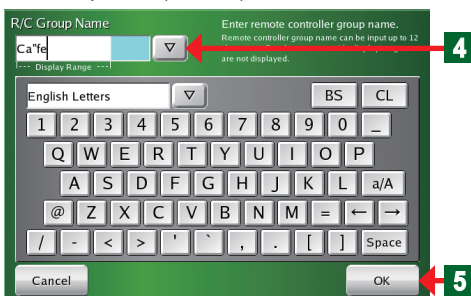 R/C Group Name
Enter remote controller group name.
Remote controller group name can be input up to 12
are not displayed.
Ca"fe
▽
4
--- Display Range ---
English Letters
▽
BS
CL
1 2 3 4 5 6 7 8 9 0 _
Q W E R T Y U I O P
A S D F G H J K L a/A
@ Z X C V B N M = ← →
/ - < > ' ` , . [ ] Space
Cancel
OK
5